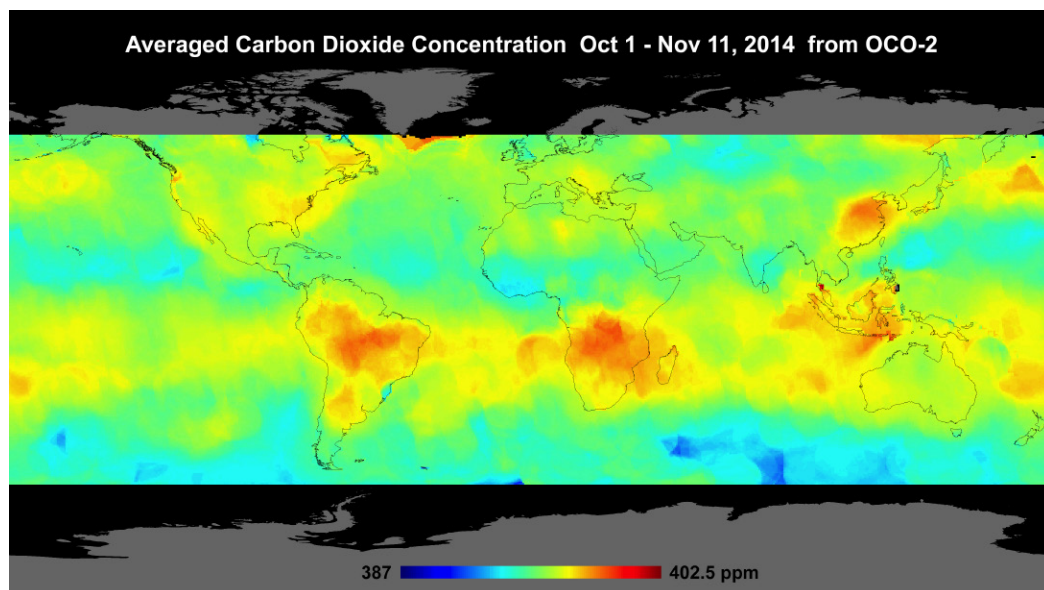 Averaged Carbon Dioxide Concentration Oct 1 - Nov 11, 2014 from OCO-2
387 402.5 ppm